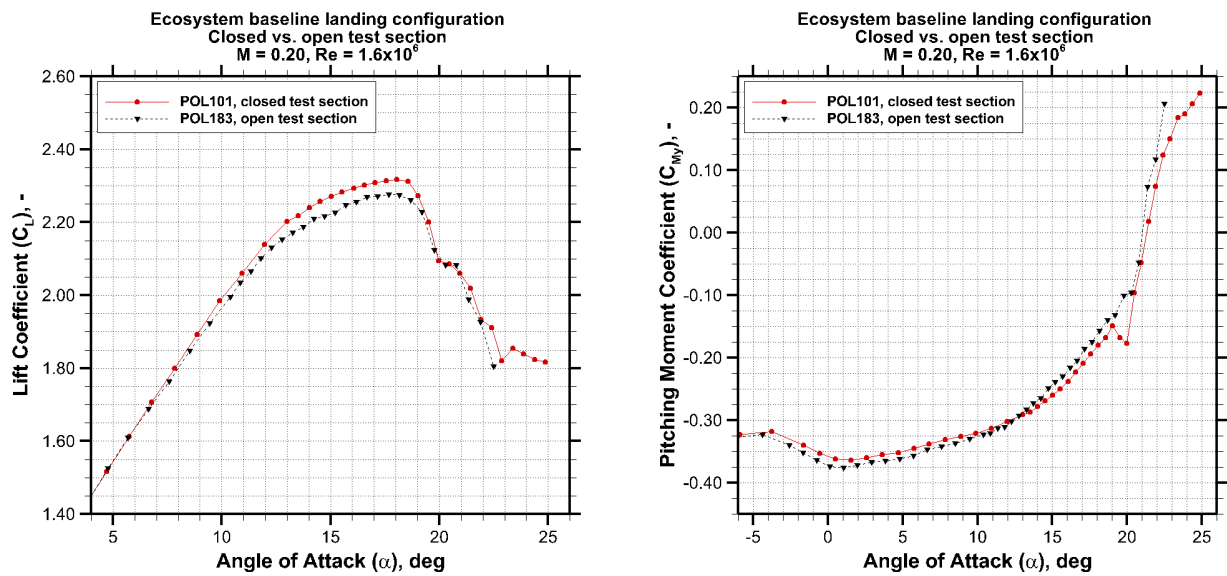 Ecosystem baseline landing configuration
Closed vs. open test section
M = 0.20, Re = 1.6x10⁶
2.60
2.40
2.20
2.00
1.80
1.60
1.40
Lift Coefficient (C_L), -
POL101, closed test section
POL183, open test section
5
10
15
20
25
Angle of Attack (α), deg
Ecosystem baseline landing configuration
Closed vs. open test section
M = 0.20, Re = 1.6x10⁶
0.20
0.10
0.00
-0.10
-0.20
-0.30
-0.40
Pitching Moment Coefficient (C_My), -
POL101, closed test section
POL183, open test section
-5
0
5
10
15
20
25
Angle of Attack (α), deg